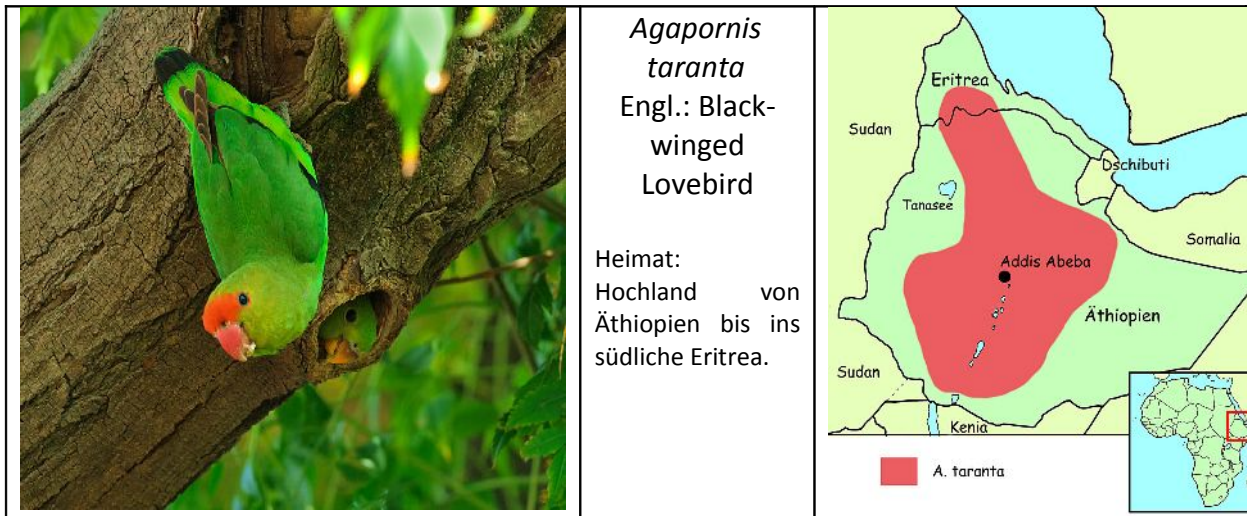 Agapornis
taranta
Engl.: Black-
winged
Lovebird
Heimat:
Hochland von
Äthiopien bis ins
südliche Eritrea.
Eritrea
Sudan
Dschibuti
Tanasee
Somalia
Addis Abeba
Äthiopien
Sudan
Kenia
A. taranta